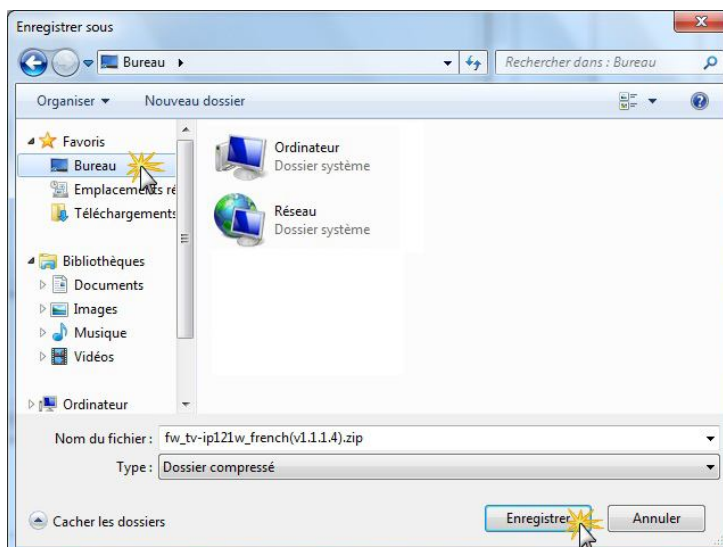 Enregistrer sous
Bureau
Rechercher dans : Bureau
Organiser
Nouveau dossier
Favoris
Bureau
Emplacements ré
Téléchargements
Bibliothèques
Documents
Images
Musique
Vidéos
Ordinateur
Ordinateur
Dossier système
Réseau
Dossier système
Nom du fichier : fw_tv-ip121w_french(v1.1.1.4).zip
Type : Dossier compressé
Cacher les dossiers
Enregistrer
Annuler